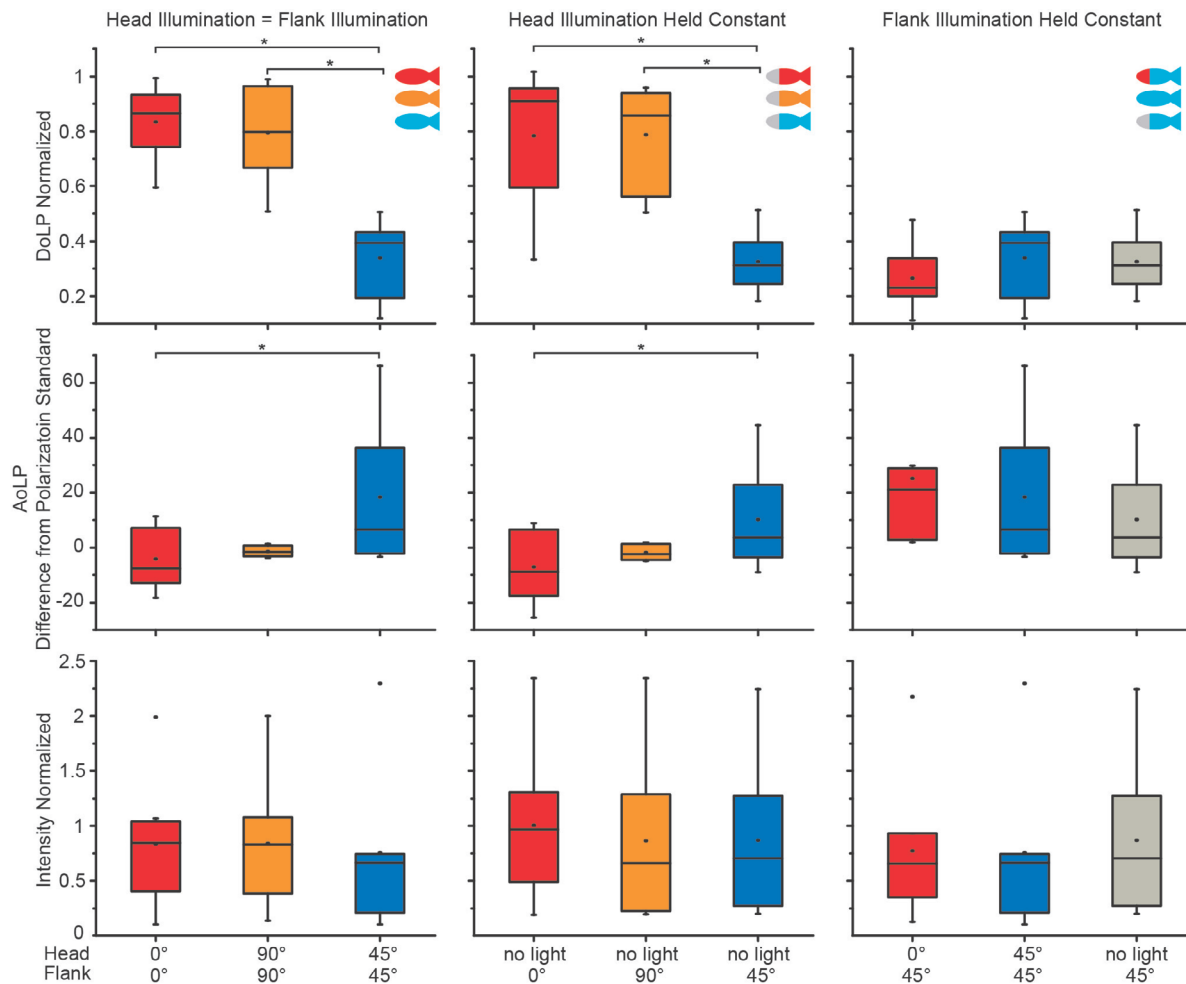 Head Illumination = Flank Illumination
Head Illumination Held Constant
Flank Illumination Held Constant
* * * *
DoLP Normalized
1
0.8
0.6
0.4
0.2
* *
AoLP
Difference from Polarizatoin Standard
60
40
20
0
-20
Intensity Normalized
2.5
2
1.5
1
0.5
0
Head 0° 90° 45° no light no light no light 0° 45° no light
Flank 0° 90° 45° 0° 90° 45° 45° 45° 45°